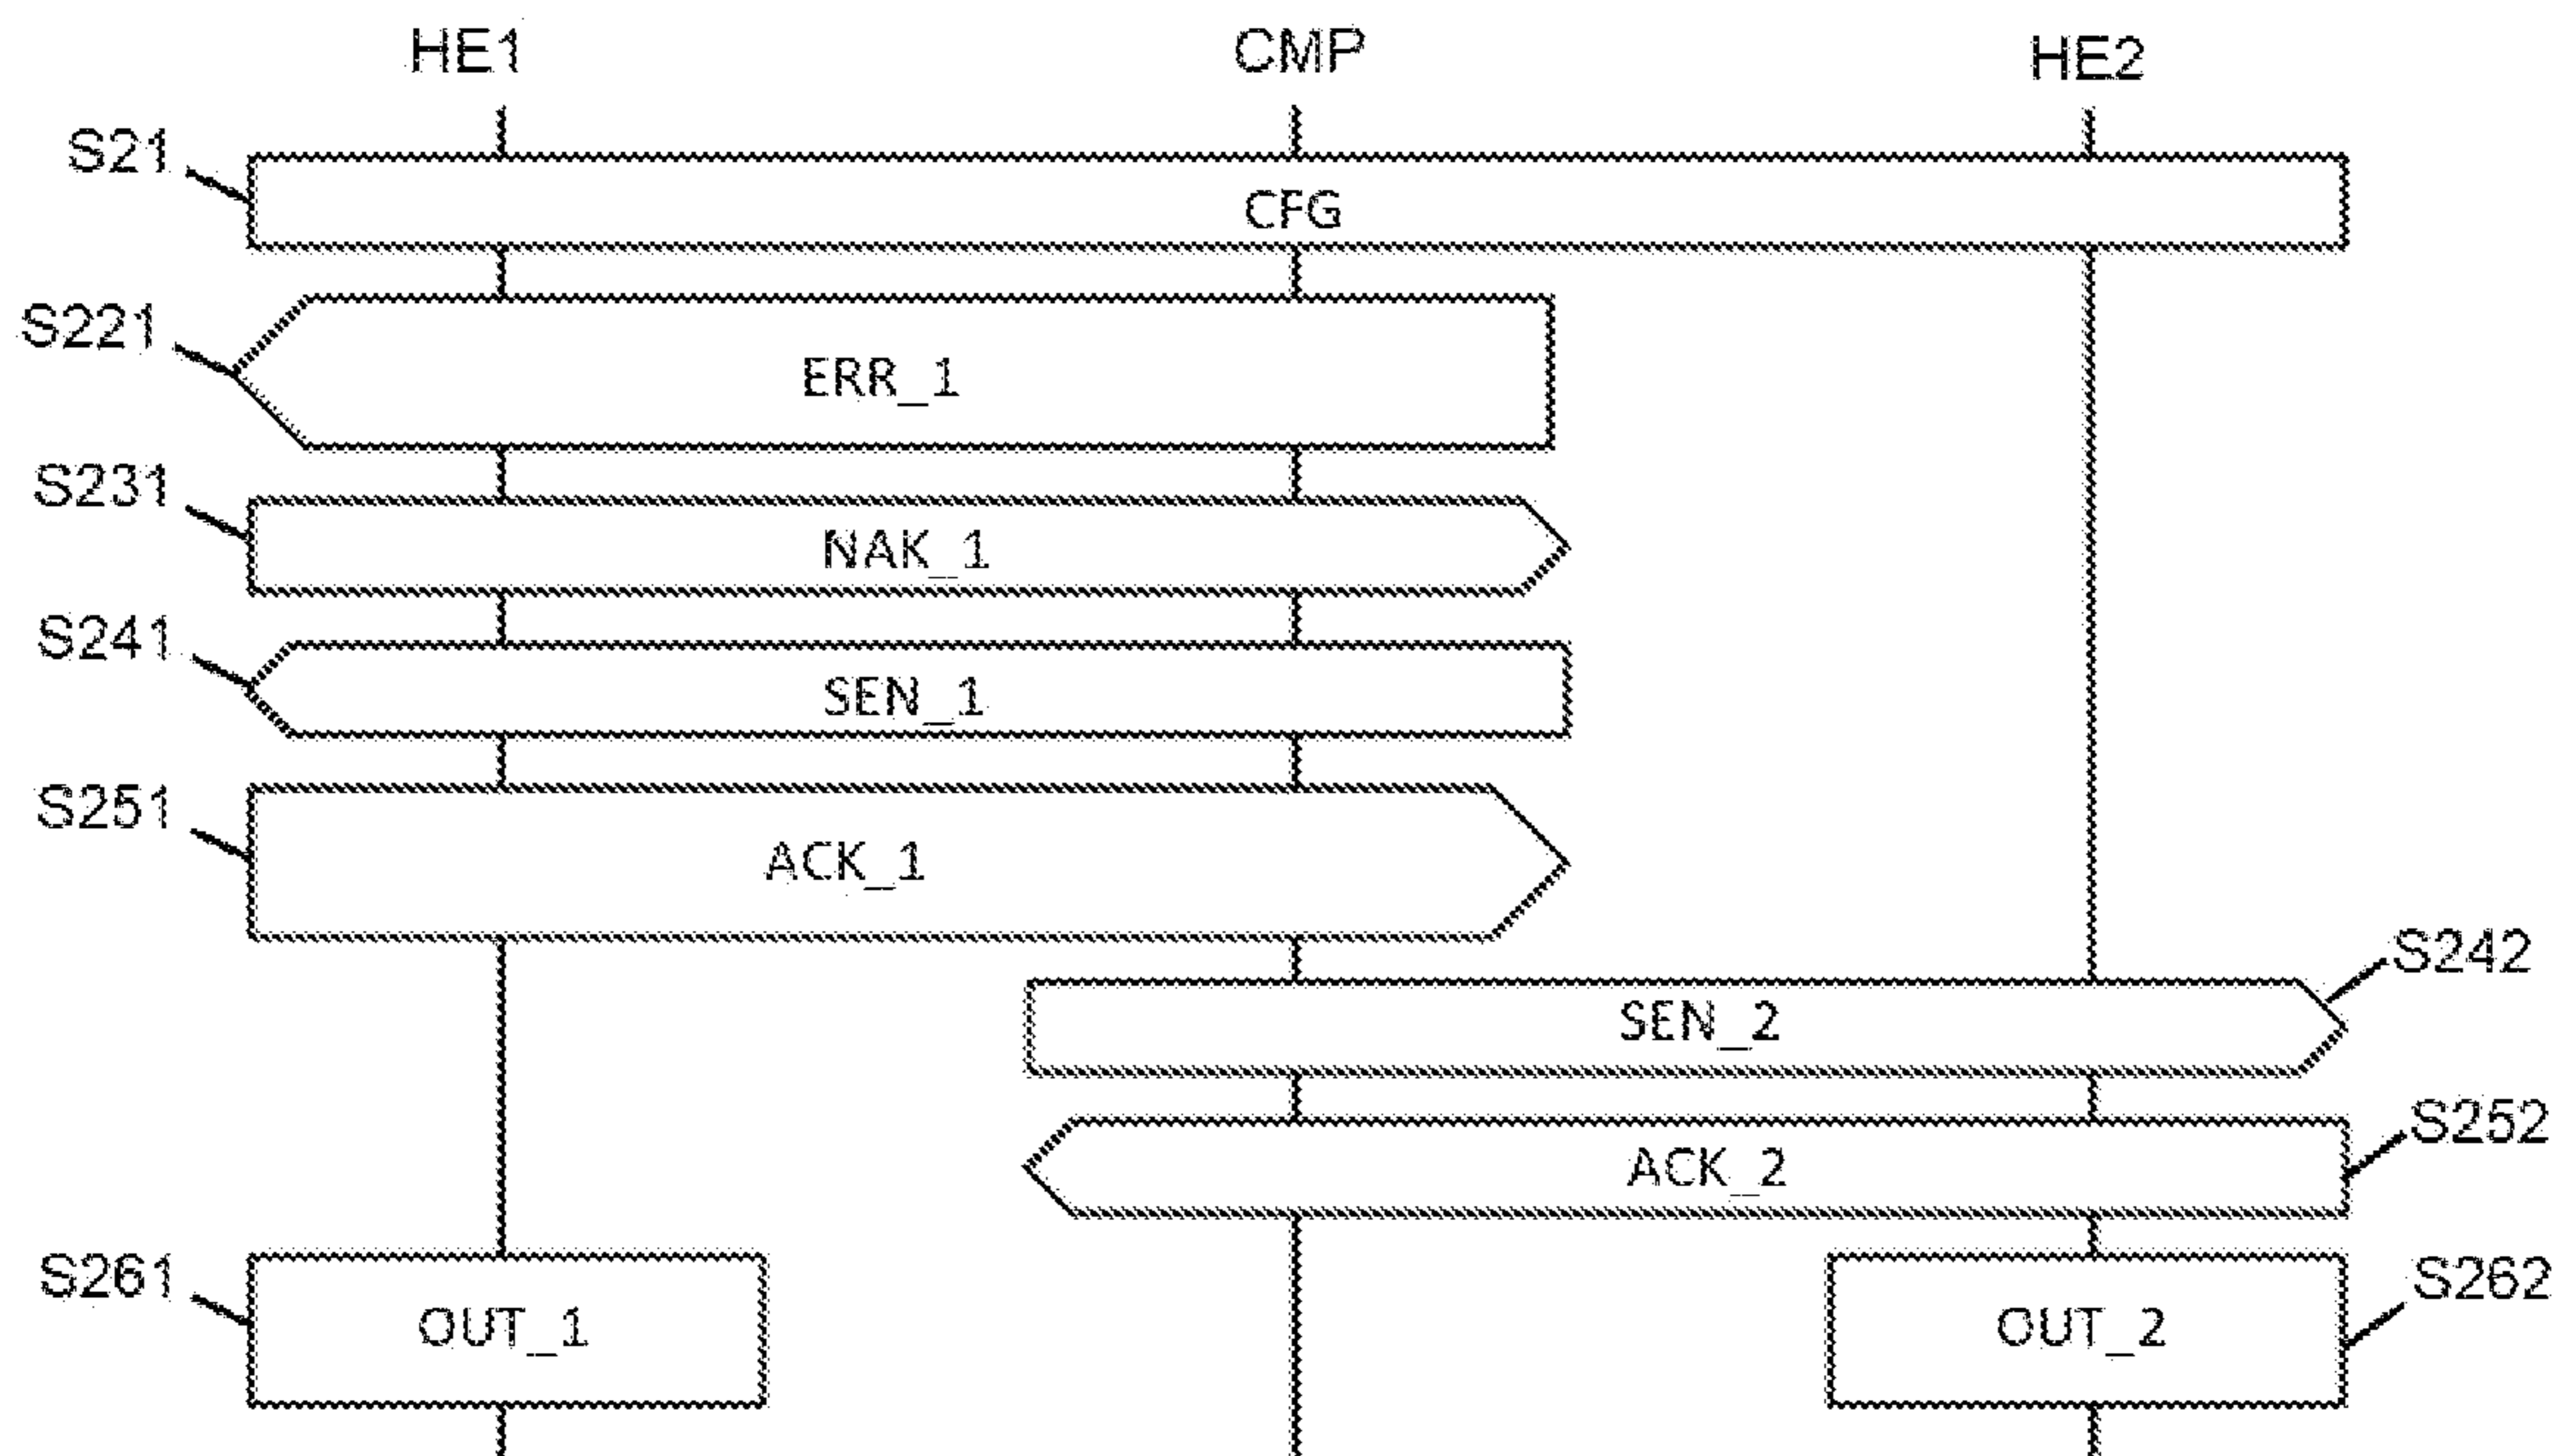 HE1 CMP HE2
S21
CFG
S221
ERR_1
S231
NAK_1
S241
SEN_1
S251
ACK_1
S242
SEN_2
S252
ACK_2
S261
OUT_1
OUT_2
S262